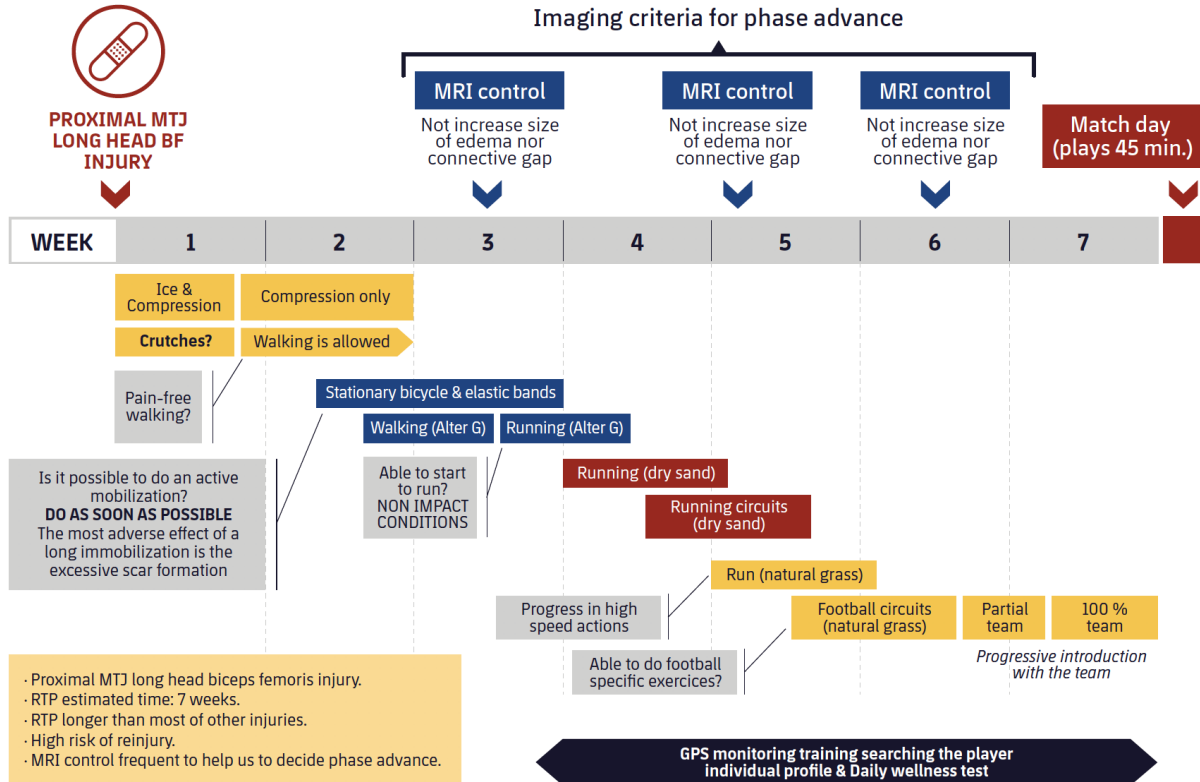 Imaging criteria for phase advance
PROXIMAL MTJ
LONG HEAD BF
INJURY
MRI control
Not increase size
of edema nor
connective gap
MRI control
Not increase size
of edema nor
connective gap
MRI control
Not increase size
of edema nor
connective gap
Match day
(plays 45 min.)
WEEK 1 2 3 4 5 6 7
Ice &
Compression
Compression only
Crutches?
Walking is allowed
Pain-free
walking?
Stationary bicycle & elastic bands
Walking (Alter G)
Running (Alter G)
Is it possible to do an active
mobilization?
DO AS SOON AS POSSIBLE
The most adverse effect of a
long immobilization is the
excessive scar formation
Able to start
to run?
NON IMPACT
CONDITIONS
Running (dry sand)
Running circuits
(dry sand)
Run (natural grass)
Progress in high
speed actions
Football circuits
(natural grass)
Partial
team
100 %
team
Progressive introduction
with the team
Able to do football
specific exercices?
· Proximal MTJ long head biceps femoris injury.
· RTP estimated time: 7 weeks.
· RTP longer than most of other injuries.
· High risk of reinjury.
· MRI control frequent to help us to decide phase advance.
GPS monitoring training searching the player
individual profile & Daily wellness test